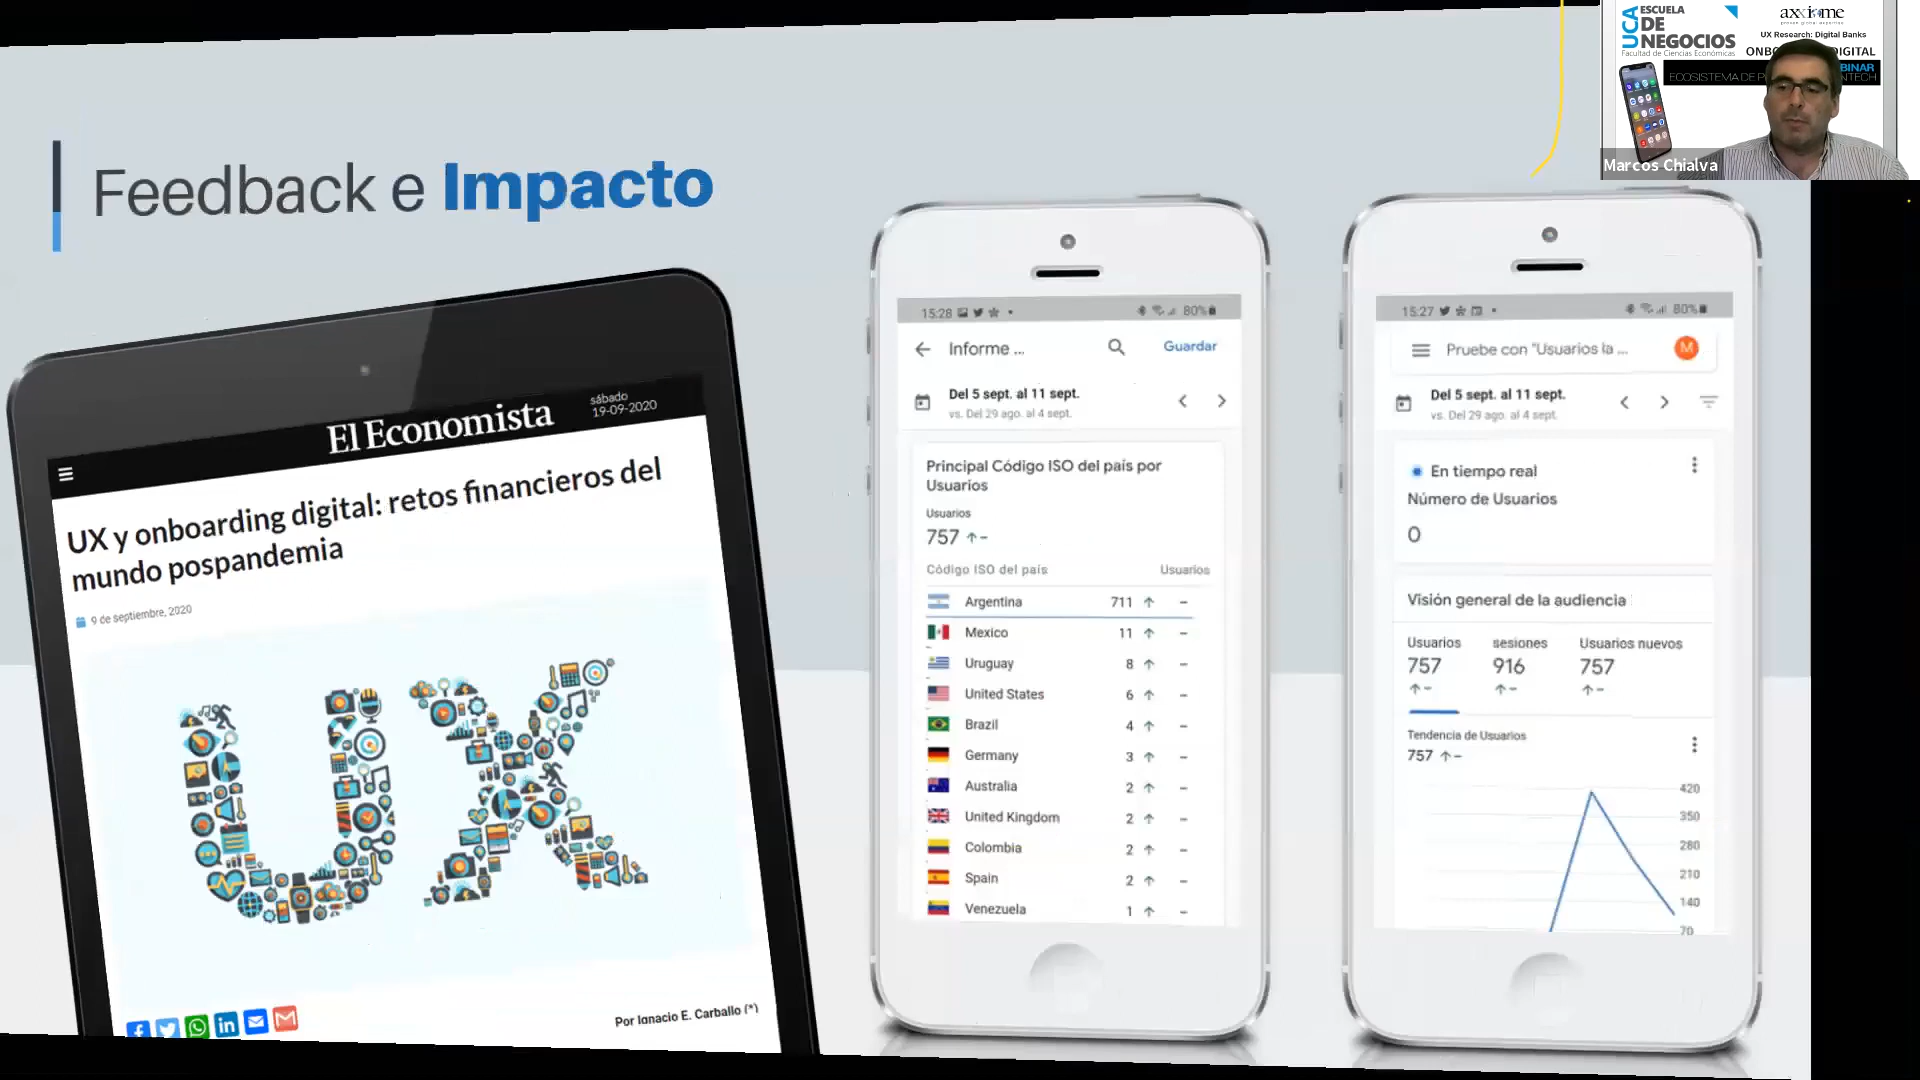 Feedback e Impacto
El Economista
sábado
19-09-2020
UX y onboarding digital: retos financieros del
mundo pospandemia
9 de septiembre, 2020
Por Ignacio E. Carballo (*)
15:28
80%
Informe ...
Guardar
Del 5 sept. al 11 sept.
vs. Del 29 ago. al 4 sept.
Principal Código ISO del país por
Usuarios
Usuarios
757
Código ISO del país Usuarios
Argentina 711
Mexico 11
Uruguay 8
United States 6
Brazil 4
Germany 3
Australia 2
United Kingdom 2
Colombia 2
Spain 2
Venezuela 1
15:27
80%
Pruebe con "Usuarios la ...
M
Del 5 sept. al 11 sept.
vs. Del 29 ago. al 4 sept.
En tiempo real
Número de Usuarios
0
Visión general de la audiencia
Usuarios sesiones Usuarios nuevos
757 916 757
Tendencia de Usuarios
757
420
350
280
210
140
70
UCA ESCUELA
DE
NEGOCIOS
Facultad de Ciencias Económicas
UX Research: Digital Banks
DIGITAL
ECOSISTEMA DE
Marcos Chialva